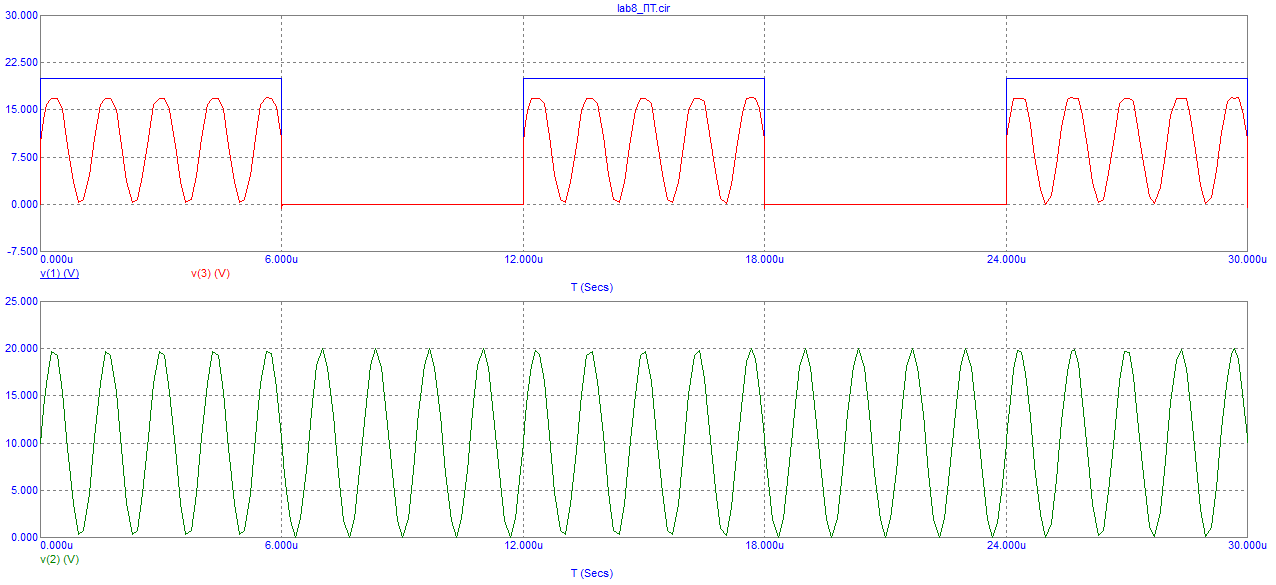 lab8_ПТ.cir
30.000
22.500
15.000
7.500
0.000
-7.500
0.000u 6.000u 12.000u 18.000u 24.000u 30.000u
v(1) (V) v(3) (V)
T (Secs)
25.000
20.000
15.000
10.000
5.000
0.000
0.000u 6.000u 12.000u 18.000u 24.000u 30.000u
v(2) (V)
T (Secs)